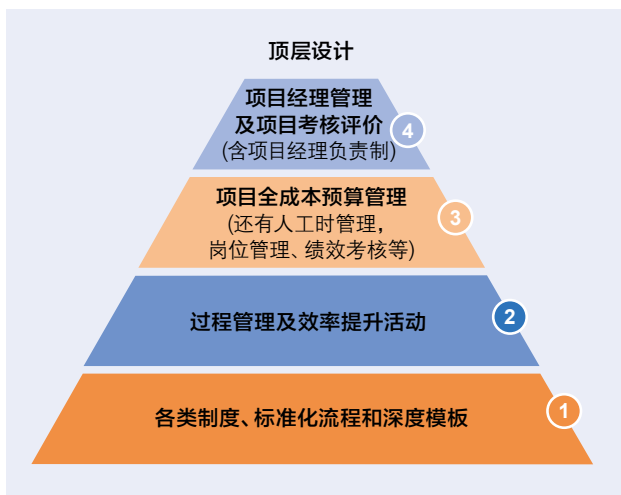 顶层设计
项目经理管理
及项目考核评价
(含项目经理负责制)
4
项目全成本预算管理
(还有人工时管理，
岗位管理、绩效考核等)
3
过程管理及效率提升活动
2
各类制度、标准化流程和深度模板
1